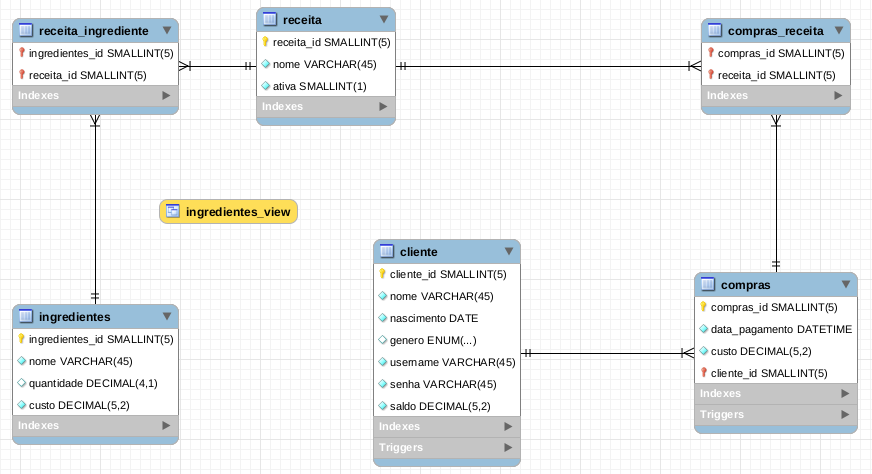 receita_ingrediente
ingredientes_id SMALLINT(5)
receita_id SMALLINT(5)
Indexes
receita
receita_id SMALLINT(5)
nome VARCHAR(45)
ativa SMALLINT(1)
Indexes
compras_receita
compras_id SMALLINT(5)
receita_id SMALLINT(5)
Indexes
ingredientes_view
ingredientes
ingredientes_id SMALLINT(5)
nome VARCHAR(45)
quantidade DECIMAL(4,1)
custo DECIMAL(5,2)
Indexes
cliente
cliente_id SMALLINT(5)
nome VARCHAR(45)
nascimento DATE
genero ENUM(...)
username VARCHAR(45)
senha VARCHAR(45)
saldo DECIMAL(5,2)
Indexes
Triggers
compras
compras_id SMALLINT(5)
data_pagamento DATETIME
custo DECIMAL(5,2)
cliente_id SMALLINT(5)
Indexes
Triggers